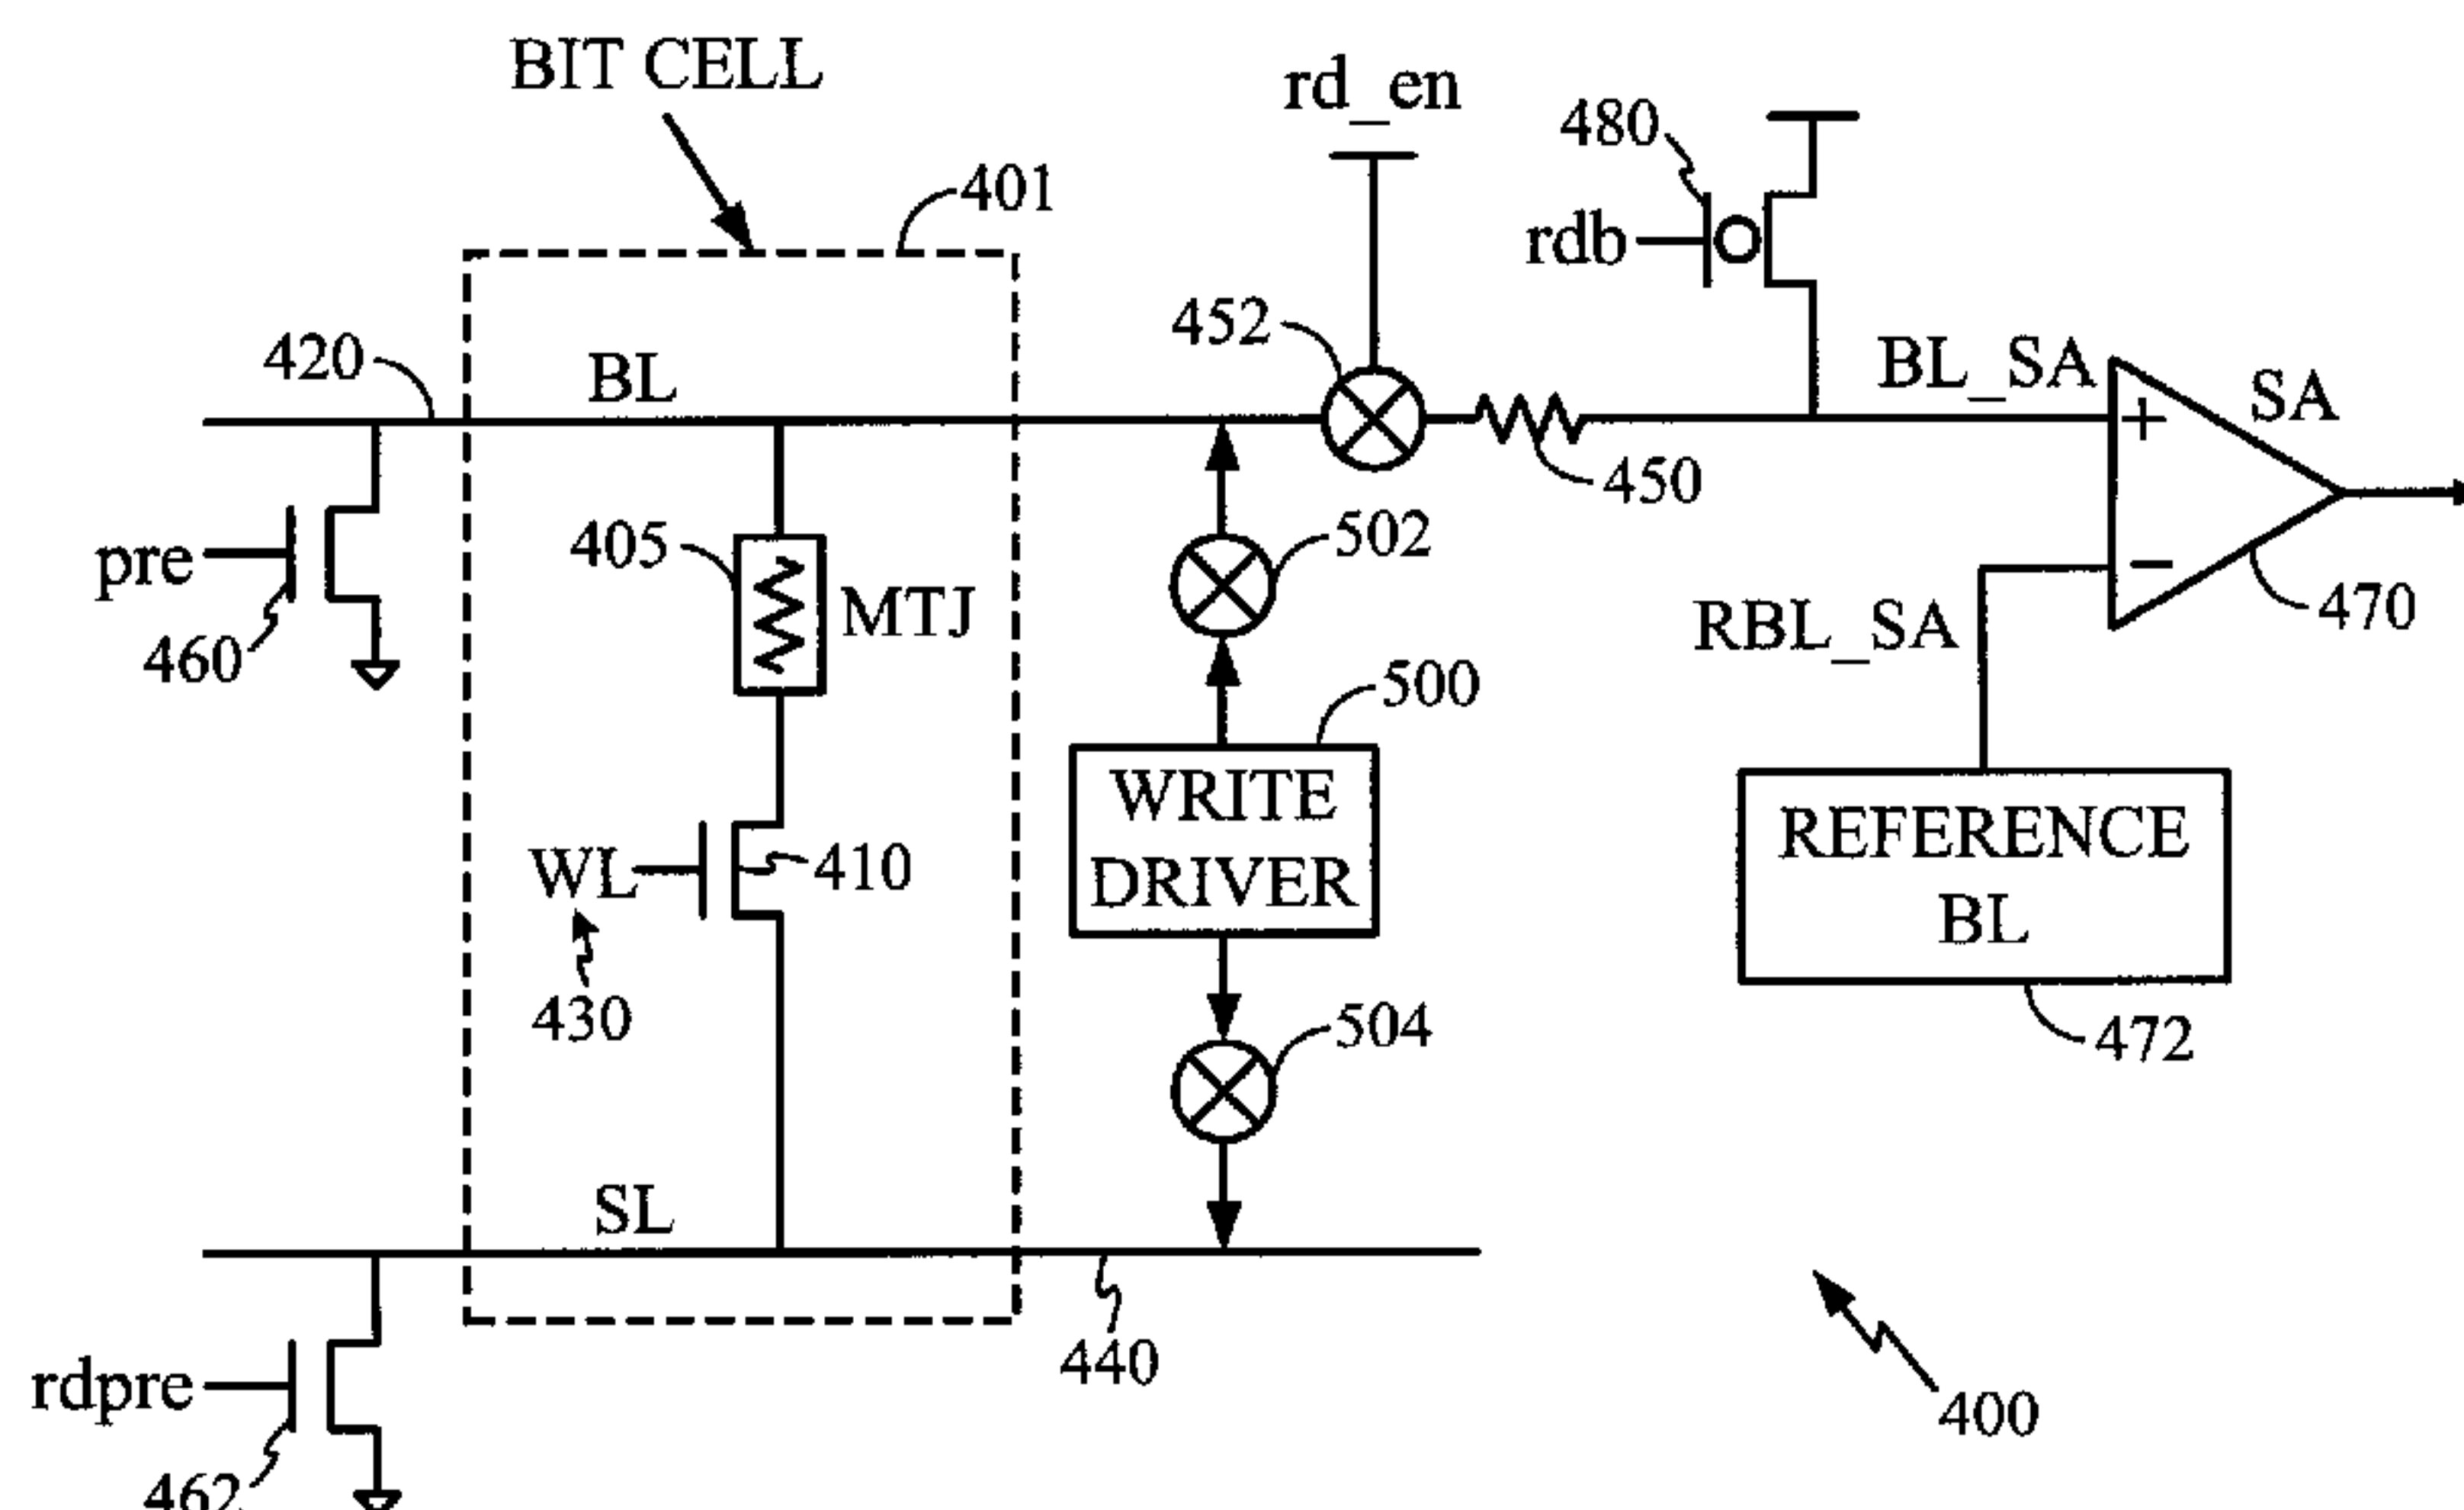 BIT CELL
rd_en
480
401
rdb
452
420
BL
BL_SA
SA
+
450
405
502
pre
MTJ
−
470
460
RBL_SA
500
WRITE
DRIVER
REFERENCE
BL
WL
410
430
504
472
SL
440
rdpre
400
462